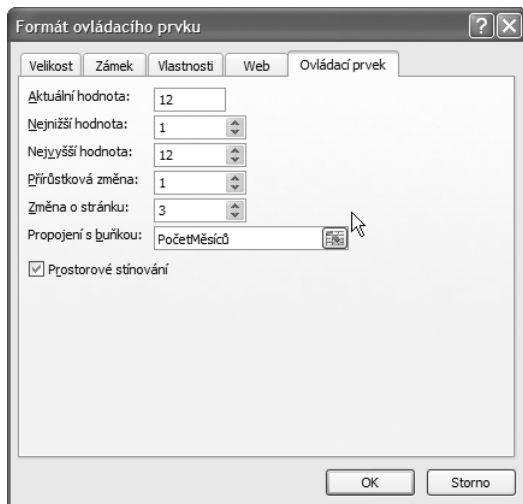 Formát ovládacího prvku
Velikost Zámek Vlastnosti Web Ovládací prvek
Aktuální hodnota: 12
Nejnižší hodnota: 1
Nejvyšší hodnota: 12
Přírůstková změna: 1
Změna o stránku: 3
Propojení s buňkou: PočetMěsíců
Prostorové stínování
OK Storno